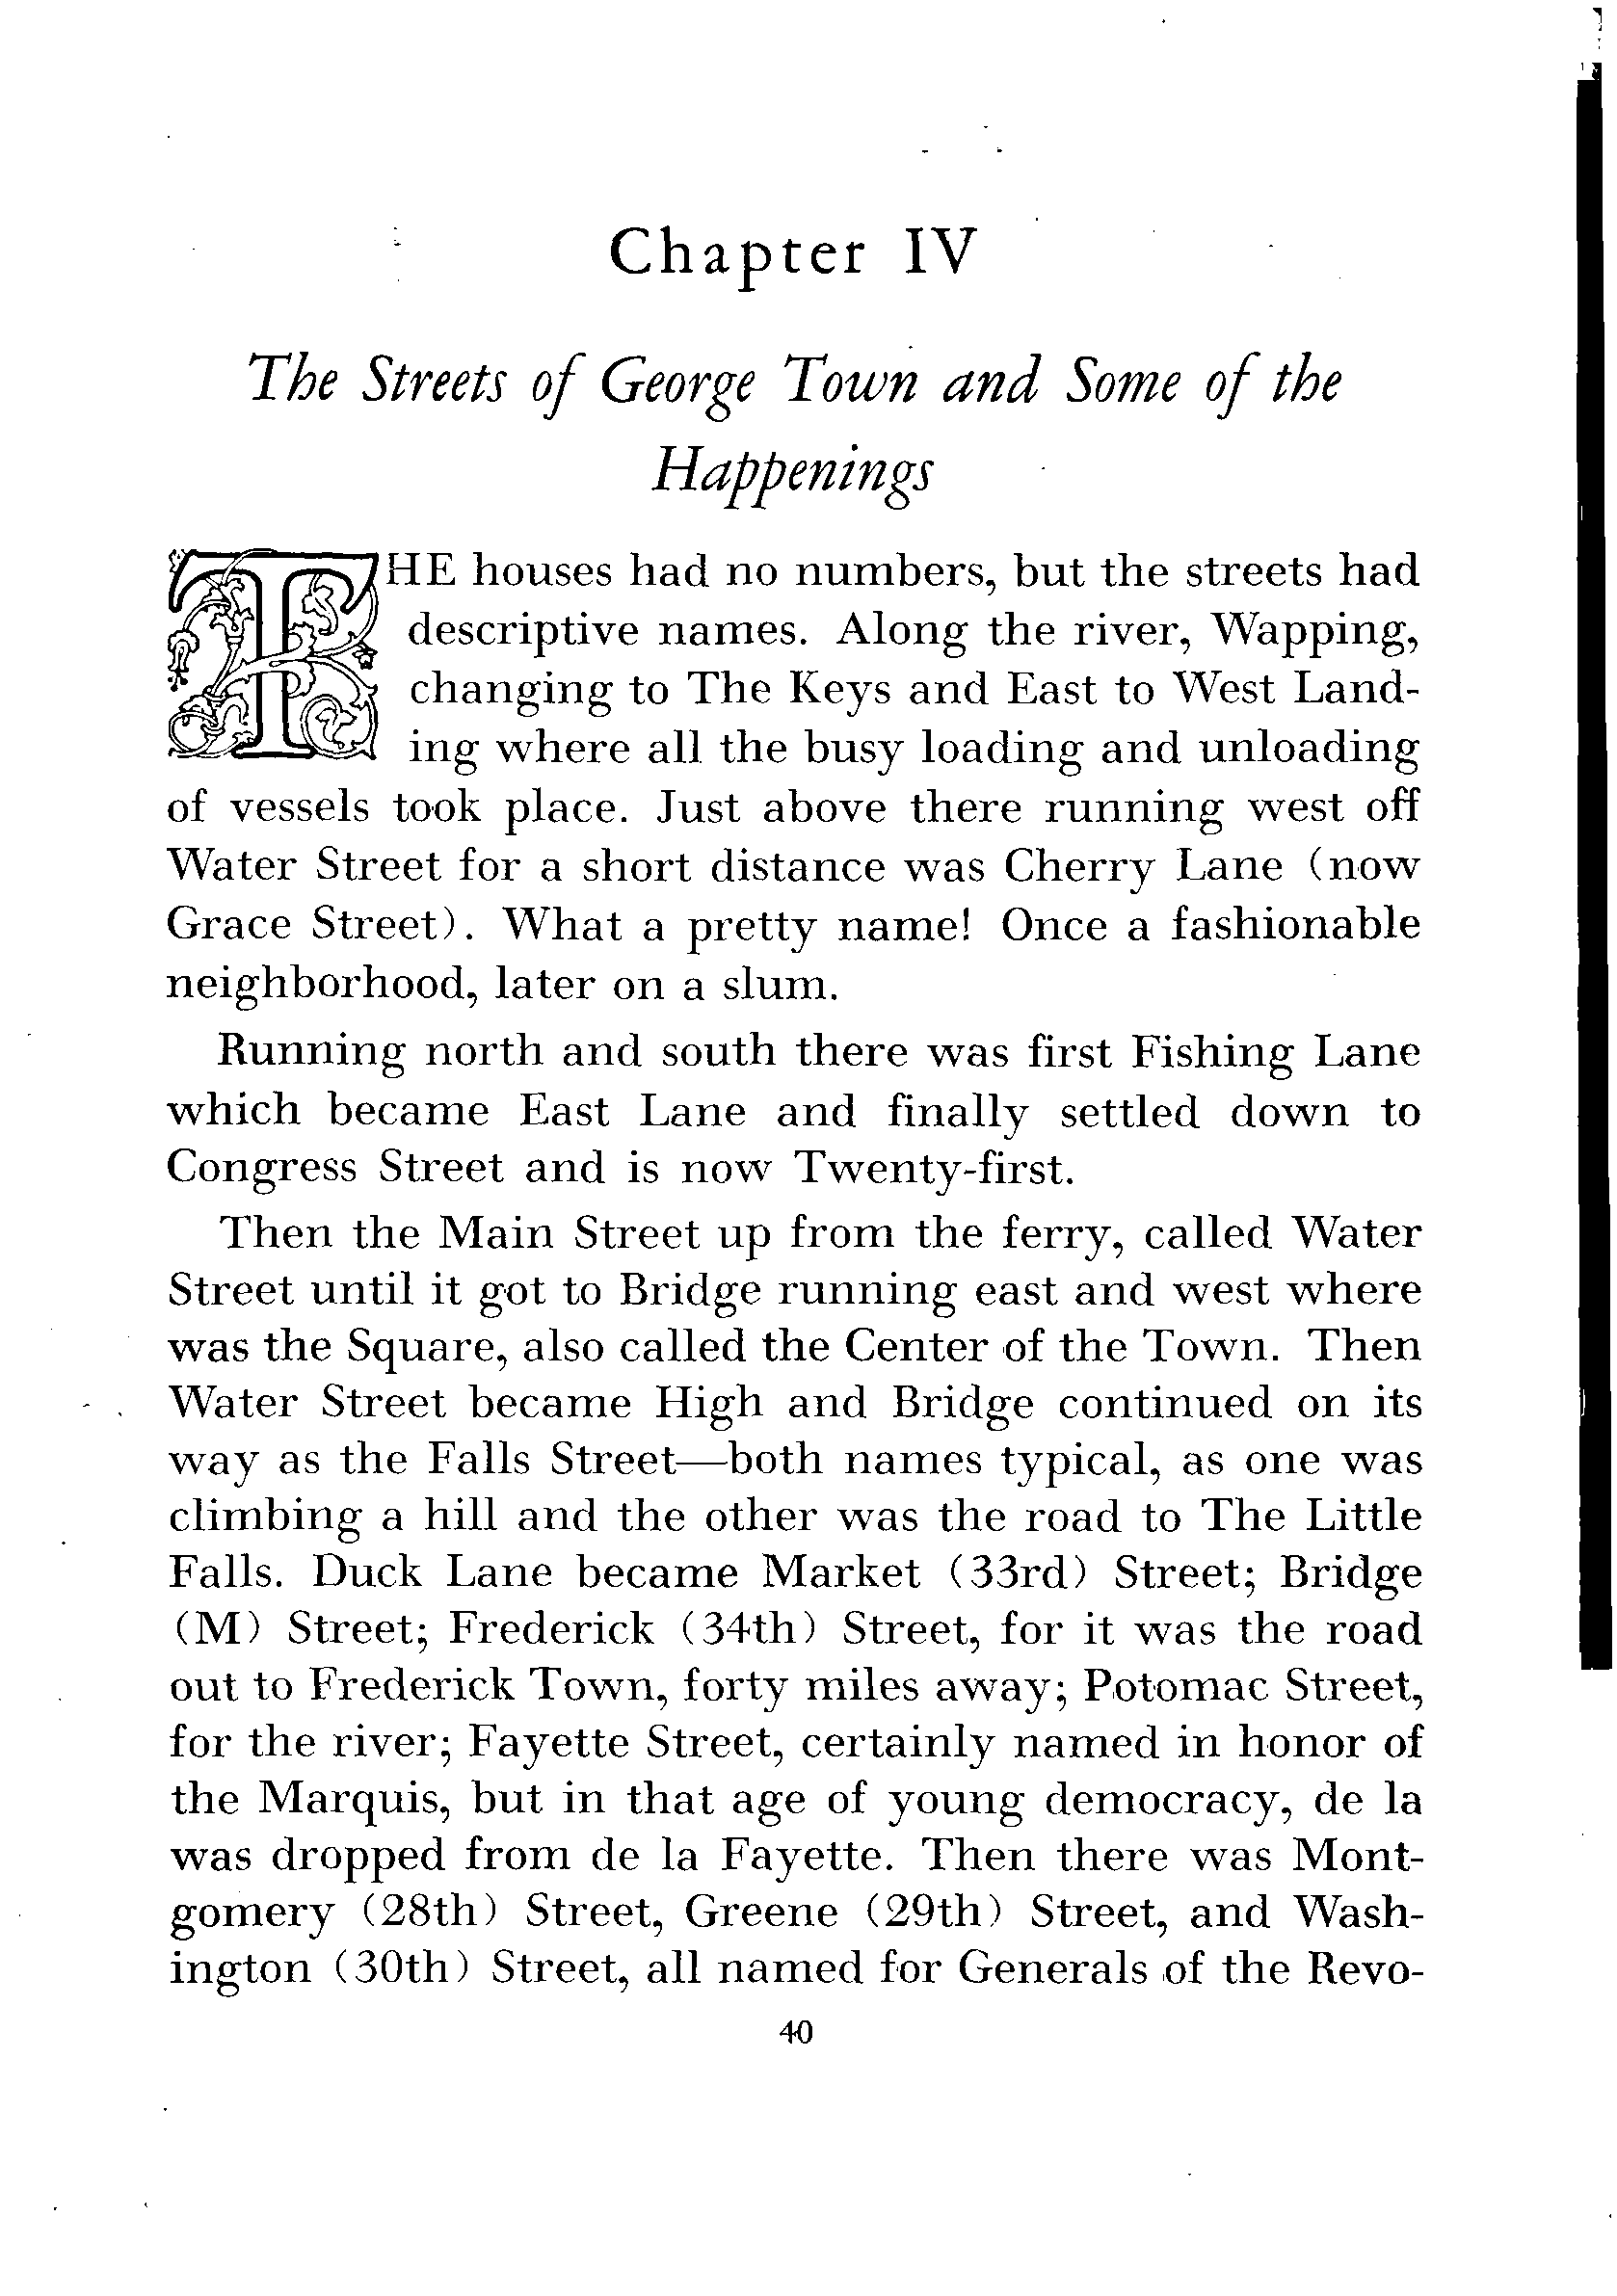 Chapter IV
The Streets of George Town and Some of the
Happenings
THE houses had no numbers, but the streets had
descriptive names. Along the river, Wapping,
changing to The Keys and East to West Land-
ing where all the busy loading and unloading
of vessels took place. Just above there running west off
Water Street for a short distance was Cherry Lane (now
Grace Street). What a pretty name! Once a fashionable
neighborhood, later on a slum.
Running north and south there was first Fishing Lane
which became East Lane and finally settled down to
Congress Street and is now Twenty-first.
Then the Main Street up from the ferry, called Water
Street until it got to Bridge running east and west where
was the Square, also called the Center of the Town. Then
Water Street became High and Bridge continued on its
way as the Falls Street—both names typical, as one was
climbing a hill and the other was the road to The Little
Falls. Duck Lane became Market (33rd) Street; Bridge
(M) Street; Frederick (34th) Street, for it was the road
out to Frederick Town, forty miles away; Potomac Street,
for the river; Fayette Street, certainly named in honor of
the Marquis, but in that age of young democracy, de la
was dropped from de la Fayette. Then there was Mont-
gomery (28th) Street, Greene (29th) Street, and Wash-
ington (30th) Street, all named for Generals of the Revo-
40